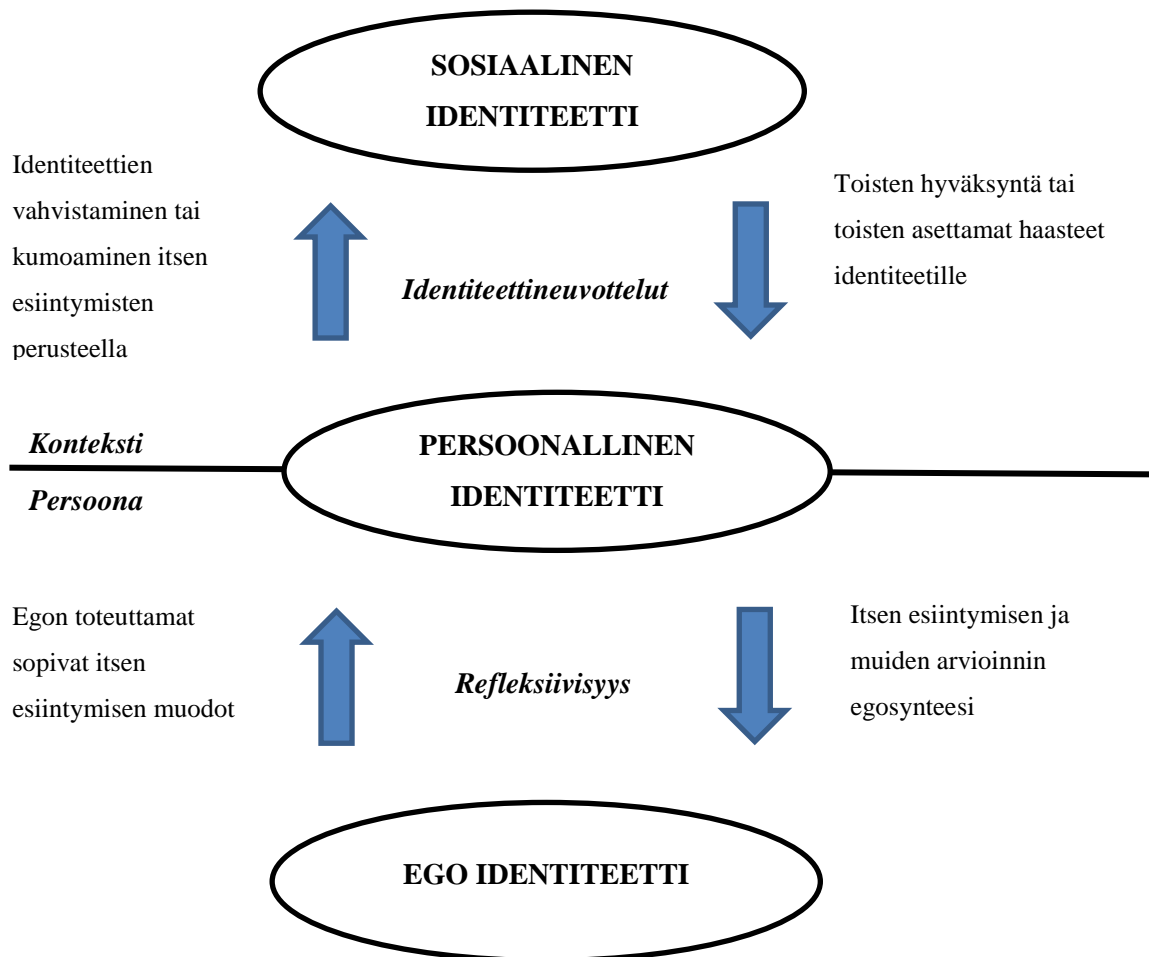 SOSIAALINEN
IDENTITEETTI
Identiteettien
vahvistaminen tai
kumoaminen itsen
esiintymisten
perusteella
Identiteettineuvottelut
Toisten hyväksyntä tai
toisten asettamat haasteet
identiteetille
Konteksti
Persoona
PERSOONALLINEN
IDENTITEETTI
Egon toteuttamat
sopivat itsen
esiintymisen muodot
Refleksiivisyys
Itsen esiintymisen ja
muiden arvioinnin
egosynteesi
EGO IDENTITEETTI